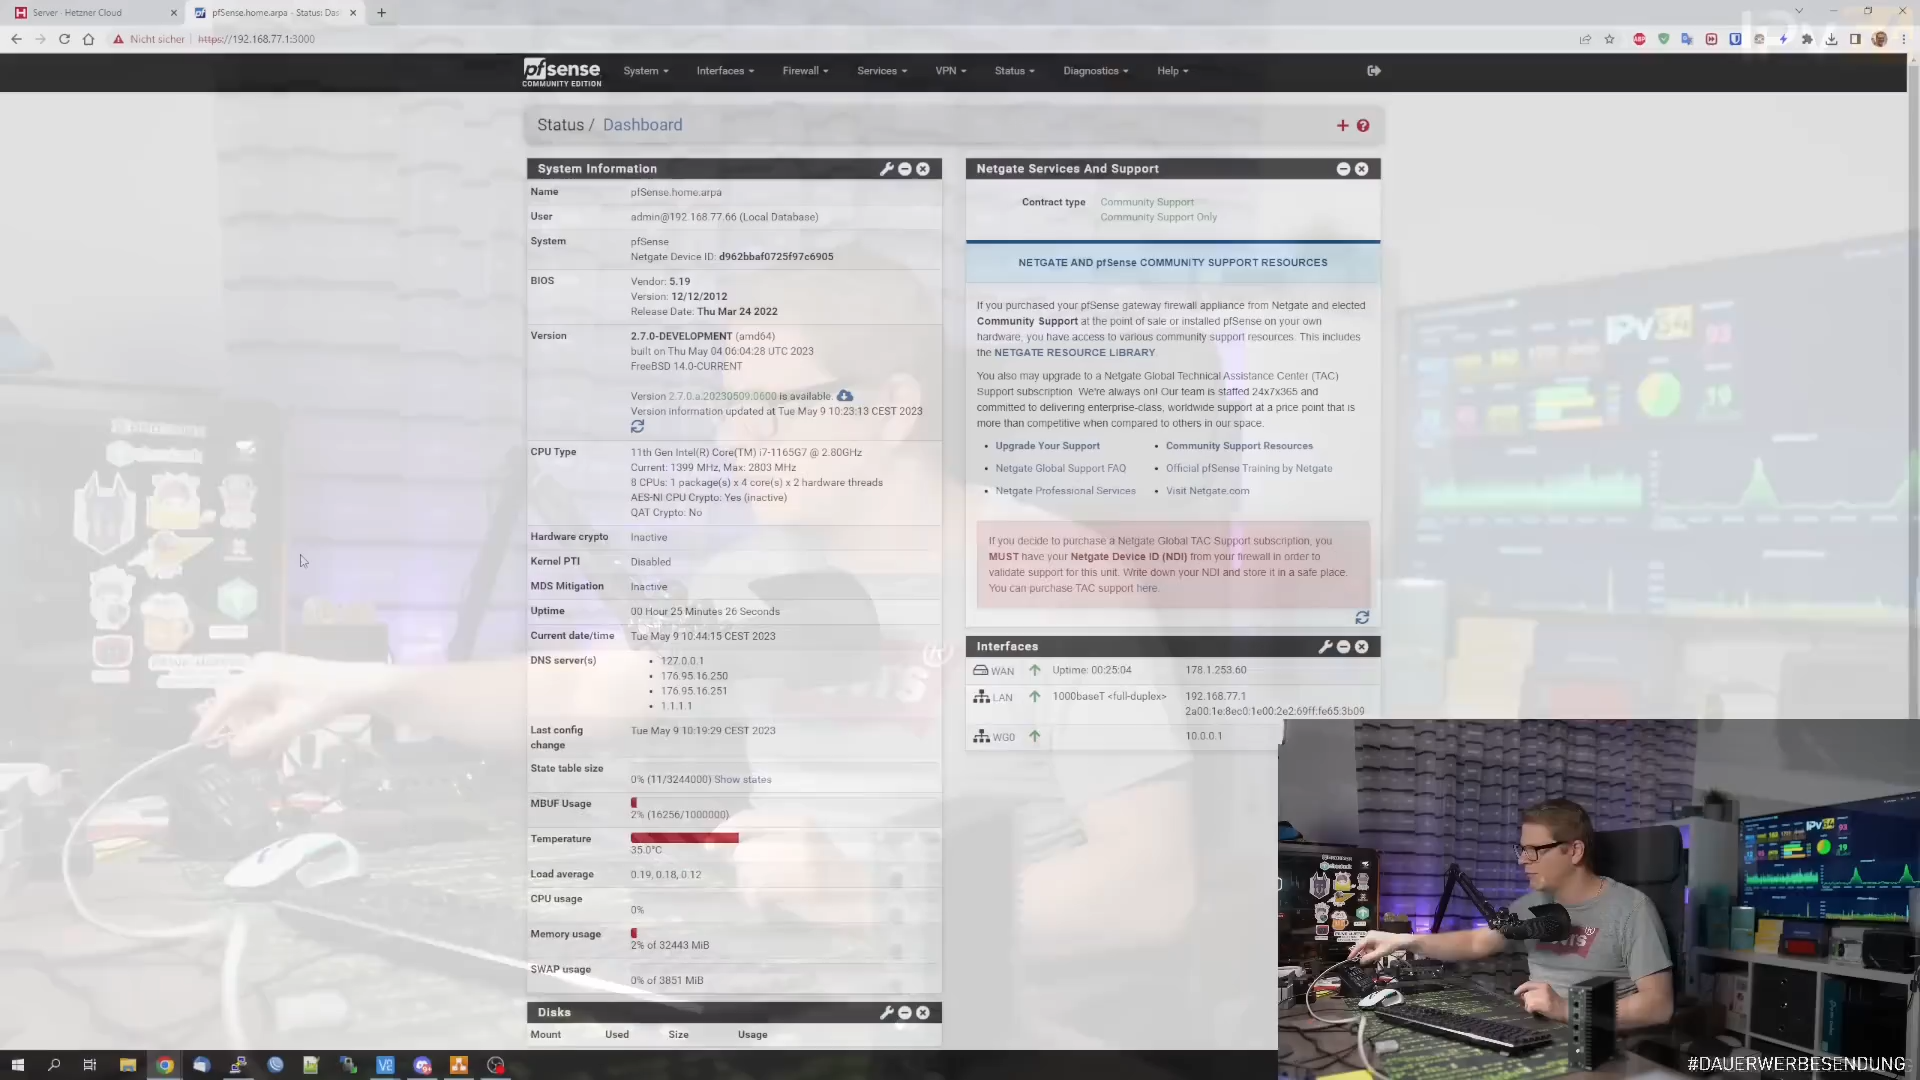 Server - Hetzner Cloud
pfSense.home.arpa - Status: Das
Nicht sicher
https://192.168.77.1:3000
pfsense
COMMUNITY EDITION
System
Interfaces
Firewall
Services
VPN
Status
Diagnostics
Help
Status / Dashboard
System Information
Name
pfSense.home.arpa
User
admin@192.168.77.66 (Local Database)
System
pfSense
Netgate Device ID: d962bbaf0725f97c6905
BIOS
Vendor: 5.19
Version: 12/12/2012
Release Date: Thu Mar 24 2022
Version
2.7.0-DEVELOPMENT (amd64)
built on Thu May 04 06:04:28 UTC 2023
FreeBSD 14.0-CURRENT
Version 2.7.0.a.20230509.0600 is available.
Version information updated at Tue May 9 10:23:13 CEST 2023
CPU Type
11th Gen Intel(R) Core(TM) i7-1165G7 @ 2.80GHz
Current: 1399 MHz, Max: 2803 MHz
8 CPUs: 1 package(s) x 4 core(s) x 2 hardware threads
AES-NI CPU Crypto: Yes (inactive)
QAT Crypto: No
Hardware crypto
Inactive
Kernel PTI
Disabled
MDS Mitigation
Inactive
Uptime
00 Hour 25 Minutes 26 Seconds
Current date/time
Tue May 9 10:44:15 CEST 2023
DNS server(s)
127.0.0.1
176.95.16.250
176.95.16.251
1.1.1.1
Last config change
Tue May 9 10:19:29 CEST 2023
State table size
0% (11/3244000) Show states
MBUF Usage
2% (16256/1000000)
Temperature
35.0°C
Load average
0.19, 0.18, 0.12
CPU usage
0%
Memory usage
2% of 32443 MiB
SWAP usage
0% of 3851 MiB
Disks
Mount
Used
Size
Usage
Netgate Services And Support
Contract type
Community Support
Community Support Only
NETGATE AND pfSense COMMUNITY SUPPORT RESOURCES
If you purchased your pfSense gateway firewall appliance from Netgate and elected
Community Support at the point of sale or installed pfSense on your own
hardware, you have access to various community support resources. This includes
the NETGATE RESOURCE LIBRARY.
You also may upgrade to a Netgate Global Technical Assistance Center (TAC)
Support subscription. We're always on! Our team is staffed 24x7x365 and
committed to delivering enterprise-class, worldwide support at a price point that is
more than competitive when compared to others in our space.
Upgrade Your Support
Community Support Resources
Netgate Global Support FAQ
Official pfSense Training by Netgate
Netgate Professional Services
Visit Netgate.com
If you decide to purchase a Netgate Global TAC Support subscription, you
MUST have your Netgate Device ID (NDI) from your firewall in order to
validate support for this unit. Write down your NDI and store it in a safe place.
You can purchase TAC support here.
Interfaces
WAN
Uptime: 00:25:04
178.1.253.60
LAN
1000baseT <full-duplex>
192.168.77.1
2a00:1e:8ec0:1e00:2e2:69ff:fe65:3b09
WG0
10.0.0.1
IPv64
93
IPv64
93
19
#DAUERWERBESENDUNG